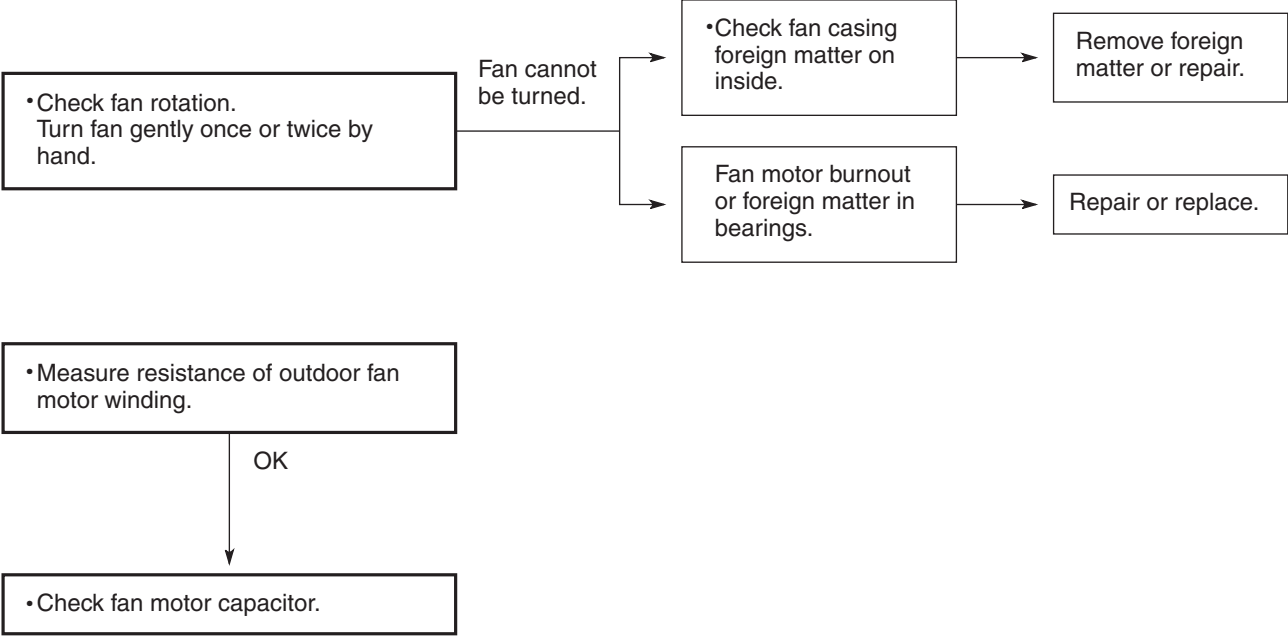 •Check fan rotation.
Turn fan gently once or twice by
hand.
Fan cannot
be turned.
•Check fan casing
foreign matter on
inside.
Remove foreign
matter or repair.
Fan motor burnout
or foreign matter in
bearings.
Repair or replace.
•Measure resistance of outdoor fan
motor winding.
OK
•Check fan motor capacitor.